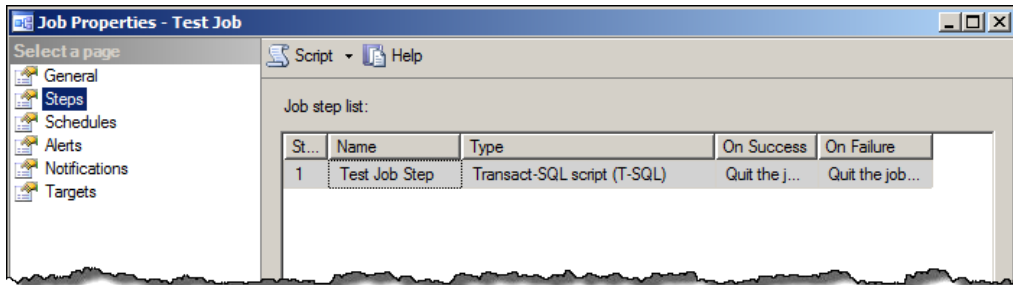 Job Properties - Test Job
Select a page
General
Steps
Schedules
Alerts
Notifications
Targets
Script Help
Job step list:
St... Name Type On Success On Failure
1 Test Job Step Transact-SQL script (T-SQL) Quit the j... Quit the job...